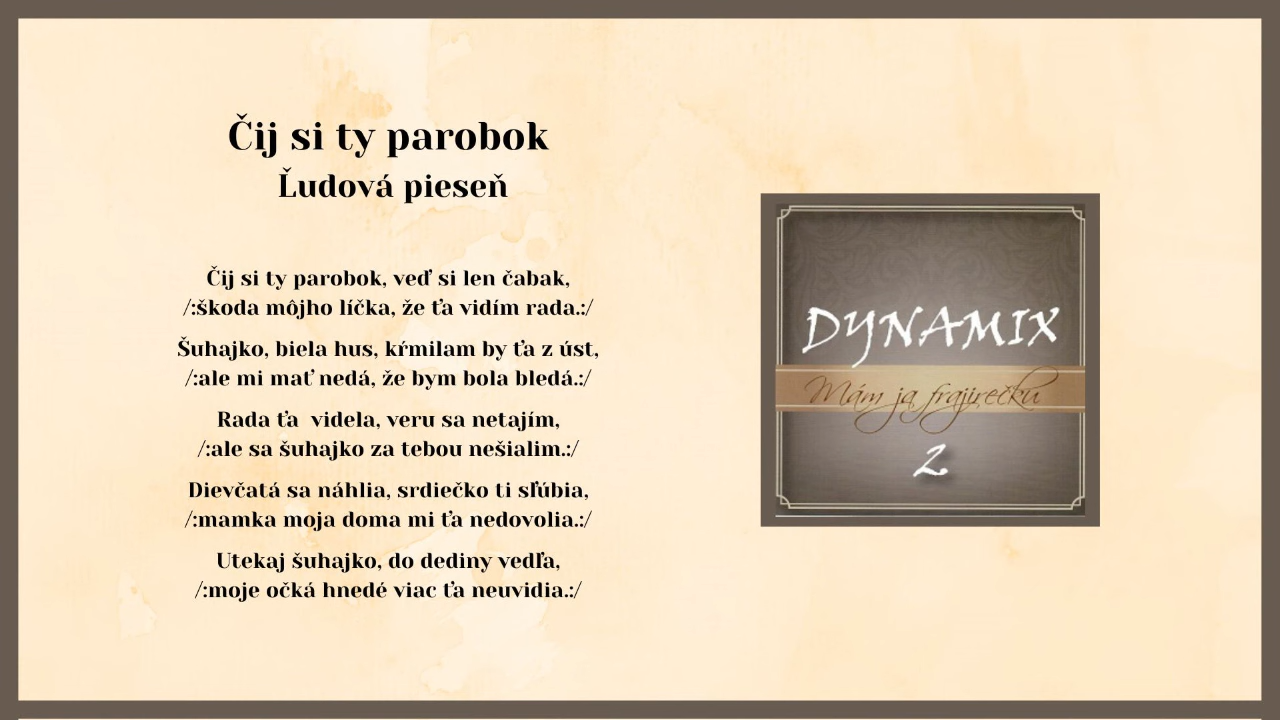 Čij si ty parobok
Ľudová pieseň
Čij si ty parobok, veď si len čabak,
/:škoda môjho líčka, že ťa vidím rada.:/
Šuhajko, biela hus, kŕmilam by ťa z úst,
/:ale mi mať nedá, že bym bola bledá.:/
Rada ťa  videla, veru sa netajím,
/:ale sa šuhajko za tebou nešialim.:/
Dievčatá sa náhlia, srdiečko ti sľúbia,
/:mamka moja doma mi ťa nedovolia.:/
Utekaj šuhajko, do dediny vedľa,
/:moje očká hnedé viac ťa neuvidia.:/
DYNAMIX
Mám ja frajirečku
2